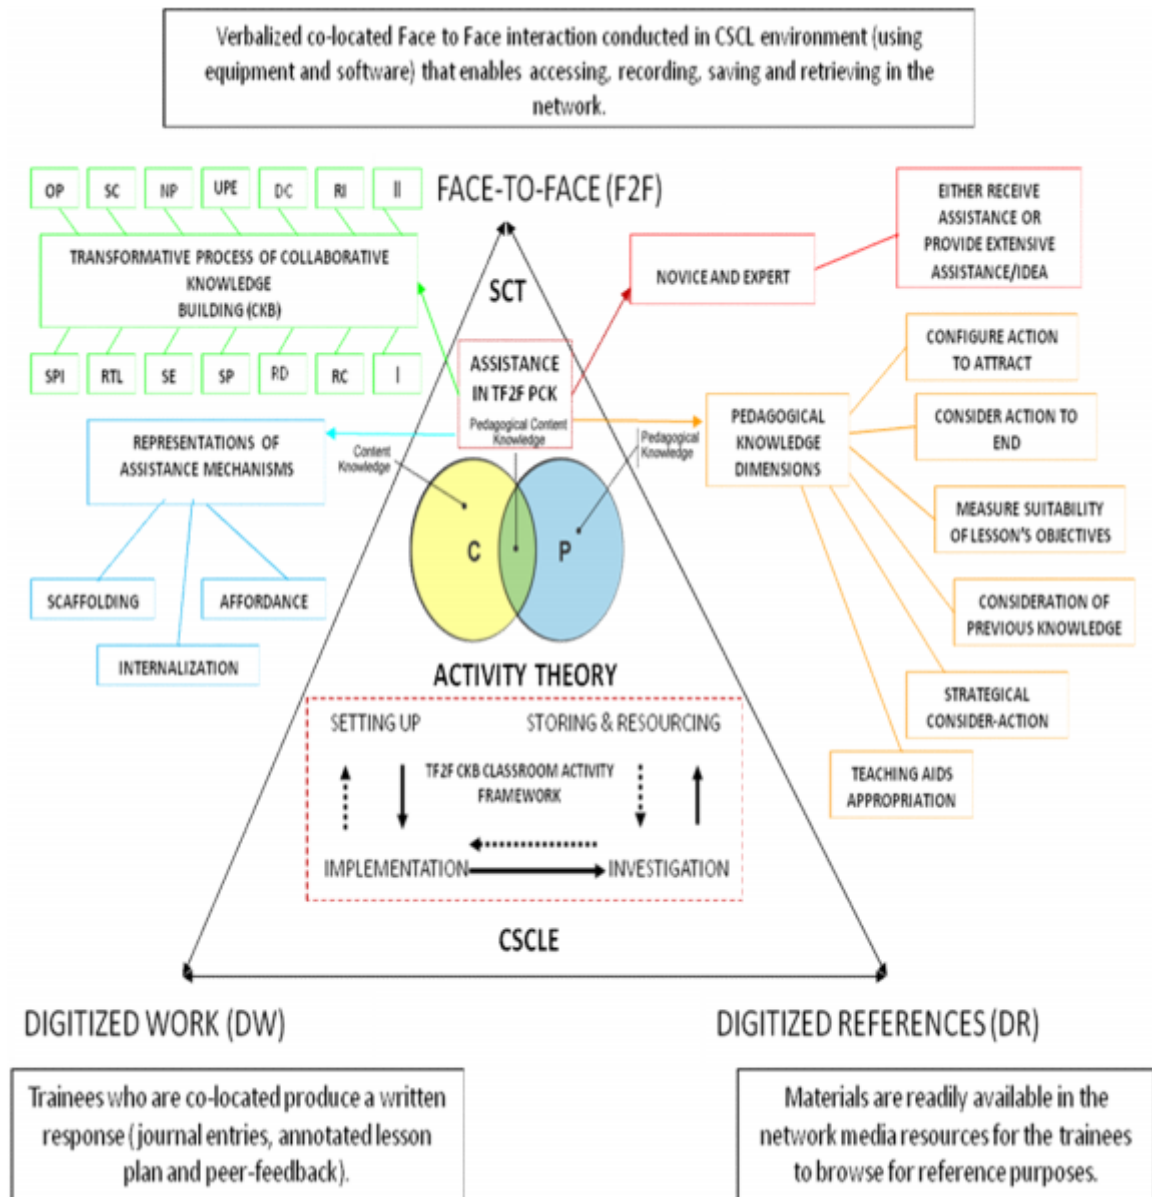 Verbalized co-located Face to Face interaction conducted in CSCL environment (using
equipment and software) that enables accessing, recording, saving and retrieving in the
network.
OP
SC
NP
UPE
DC
RI
II
TRANSFORMATIVE PROCESS OF COLLABORATIVE
KNOWLEDGE
BUILDING (CKB)
SPI
RTL
SE
SP
RD
RC
I
FACE-TO-FACE (F2F)
SCT
NOVICE AND EXPERT
EITHER RECEIVE
ASSISTANCE OR
PROVIDE EXTENSIVE
ASSISTANCE/IDEA
ASSISTANCE
IN TF2F PCK
Pedagogical Content
Knowledge
Content
Knowledge
Pedagogical
Knowledge
C
P
REPRESENTATIONS OF
ASSISTANCE MECHANISMS
SCAFFOLDING
AFFORDANCE
INTERNALIZATION
PEDAGOGICAL
KNOWLEDGE
DIMENSIONS
CONFIGURE ACTION
TO ATTRACT
CONSIDER ACTION TO
END
MEASURE SUITABILITY
OF LESSON'S OBJECTIVES
CONSIDERATION OF
PREVIOUS KNOWLEDGE
STRATEGICAL
CONSIDER-ACTION
TEACHING AIDS
APPROPRIATION
ACTIVITY THEORY
SETTING UP
STORING & RESOURCING
TF2F CKB CLASSROOM ACTIVITY
FRAMEWORK
IMPLEMENTATION
INVESTIGATION
CSCLE
DIGITIZED WORK (DW)
DIGITIZED REFERENCES (DR)
Trainees who are co-located produce a written
response ( journal entries, annotated lesson
plan and peer-feedback).
Materials are readily available in the
network media resources for the trainees
to browse for reference purposes.